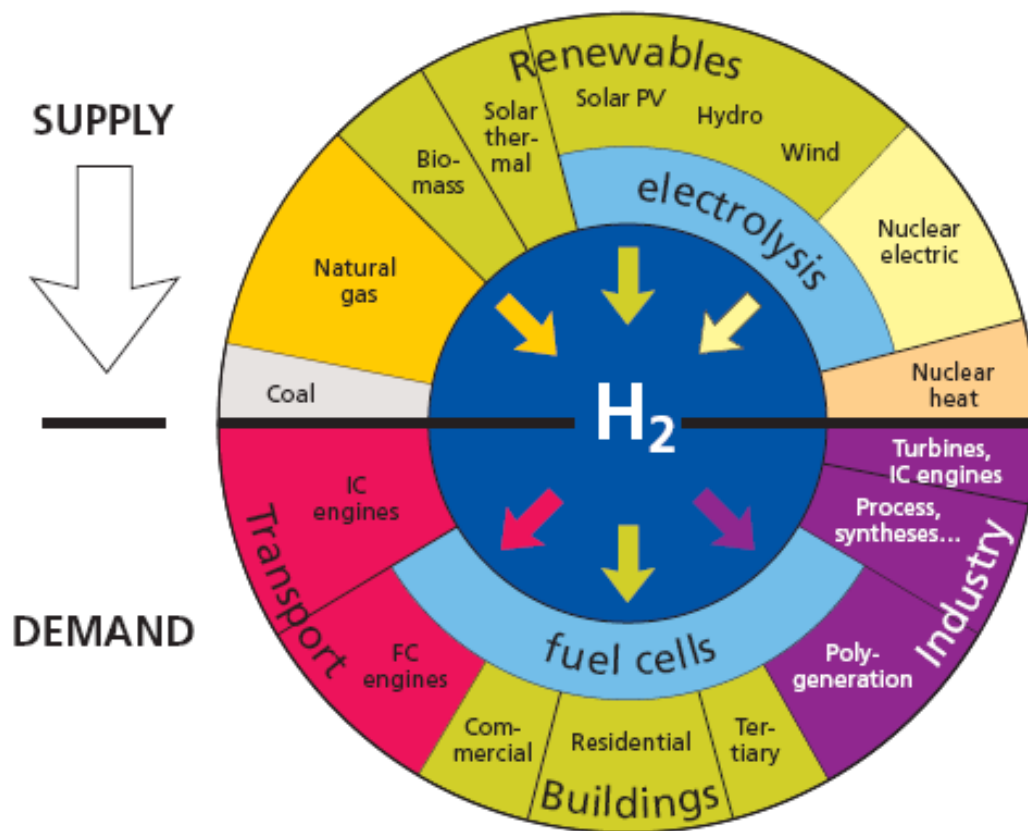 SUPPLY
Renewables
Solar PV
Hydro
Wind
Solar
ther-
mal
Bio-
mass
electrolysis
Nuclear
electric
Natural
gas
Nuclear
heat
Coal
H2
Turbines,
IC engines
IC
engines
Process,
syntheses...
Transport
Industry
DEMAND
fuel cells
FC
engines
Poly-
generation
Com-
mercial
Residential
Ter-
tiary
Buildings